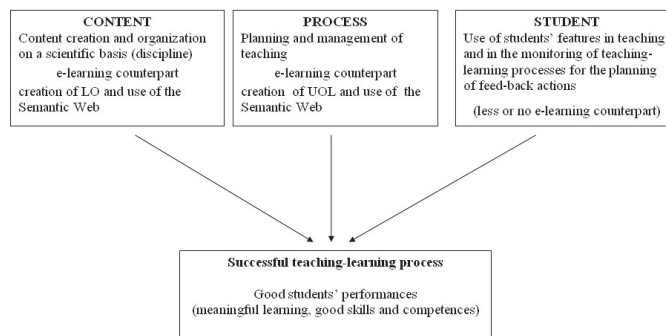 CONTENT
Content creation and organization
on a scientific basis (discipline)
e-learning counterpart
creation of LO and use of the
Semantic Web
PROCESS
Planning and management of
teaching
e-learning counterpart
creation of UOL and use of the
Semantic Web
STUDENT
Use of students' features in teaching
and in the monitoring of teaching-
learning processes for the planning
of feed-back actions
(less or no e-learning counterpart)
Successful teaching-learning process
Good students' performances
(meaningful learning, good skills and competences)